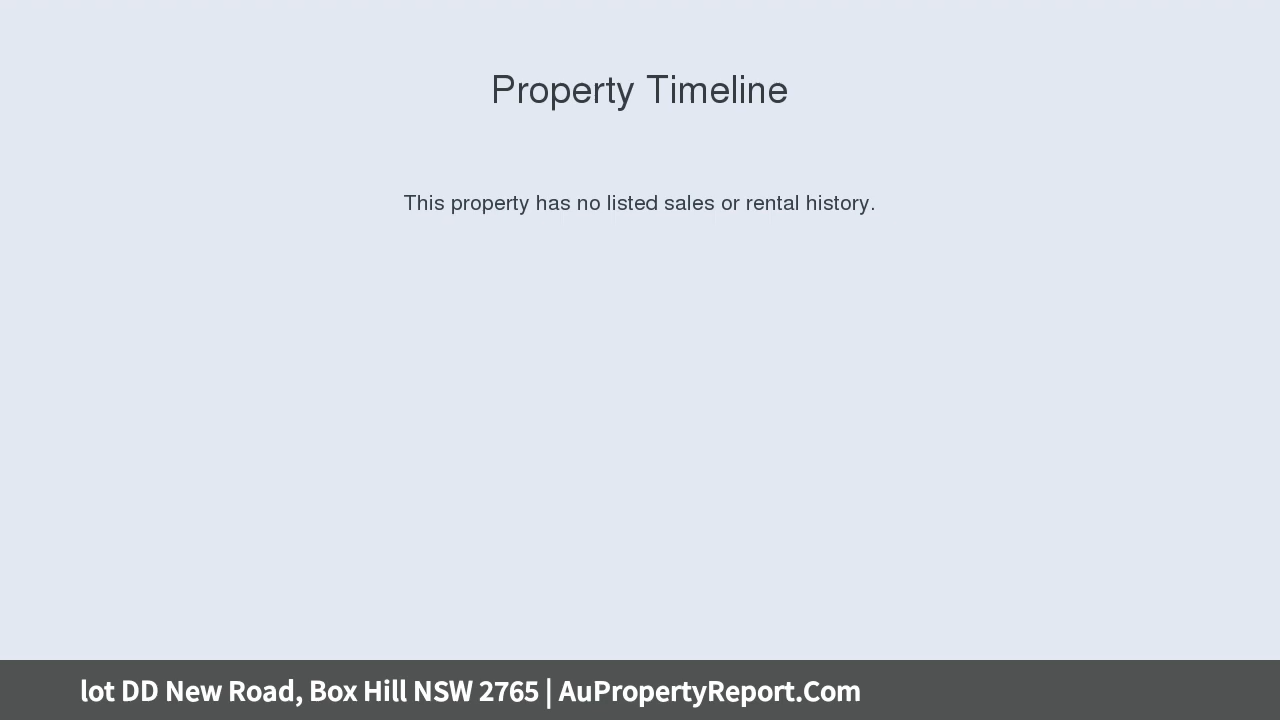 Property Timeline
This property has no listed sales or rental history.
lot DD New Road, Box Hill NSW 2765 | AuPropertyReport.Com